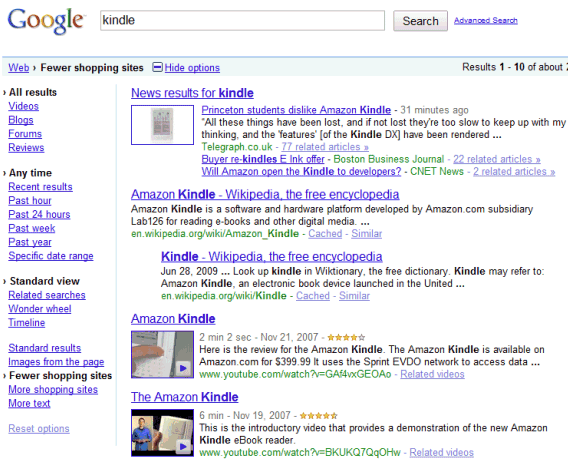 Google kindle Search Advanced Search
Web › Fewer shopping sites Hide options Results 1 - 10 of about
› All results
Videos
Blogs
Forums
Reviews
› Any time
Recent results
Past hour
Past 24 hours
Past week
Past year
Specific date range
› Standard view
Related searches
Wonder wheel
Timeline
Standard results
Images from the page
› Fewer shopping sites
More shopping sites
More text
Reset options
News results for kindle
Princeton students dislike Amazon Kindle - 31 minutes ago
"All these things have been lost, and if not lost they're too slow to keep up with my
thinking, and the 'features' [of the Kindle DX] have been rendered ...
Telegraph.co.uk - 77 related articles »
Buyer re-kindles E Ink offer - Boston Business Journal - 22 related articles »
Will Amazon open the Kindle to developers? - CNET News - 2 related articles »
Amazon Kindle - Wikipedia, the free encyclopedia
Amazon Kindle is a software and hardware platform developed by Amazon.com subsidiary
Lab126 for reading e-books and other digital media. ...
en.wikipedia.org/wiki/Amazon_Kindle - Cached - Similar
Kindle - Wikipedia, the free encyclopedia
Jun 28, 2009 ... Look up kindle in Wiktionary, the free dictionary. Kindle may refer to:
Amazon Kindle, an electronic book device launched in the United ...
en.wikipedia.org/wiki/Kindle - Cached - Similar
Amazon Kindle
2 min 2 sec - Nov 21, 2007 -
Here is the review for the Amazon Kindle. The Amazon Kindle is available on
Amazon.com for $399.99 It uses the Sprint EVDO network to access data ...
www.youtube.com/watch?v=GAf4vxGEOAo - Related videos
The Amazon Kindle
6 min - Nov 19, 2007 -
This is the introductory video that provides a demonstration of the new Amazon
Kindle eBook reader.
www.youtube.com/watch?v=BKUKQ7QqOHw - Related videos